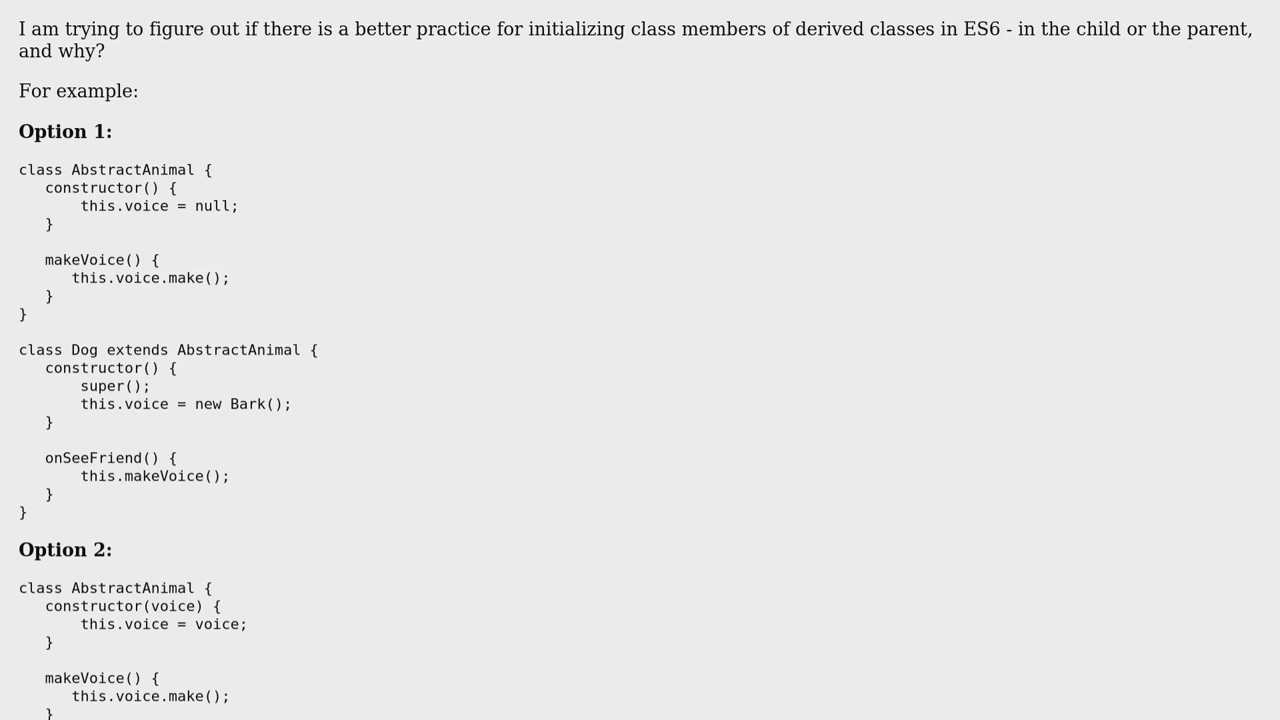 I am trying to figure out if there is a better practice for initializing class members of derived classes in ES6 - in the child or the parent,
and why?
For example:
Option 1:
class AbstractAnimal {
   constructor() {
       this.voice = null;
   }
   makeVoice() {
      this.voice.make();
   }
}
class Dog extends AbstractAnimal {
   constructor() {
       super();
       this.voice = new Bark();
   }
   onSeeFriend() {
       this.makeVoice();
   }
}
Option 2:
class AbstractAnimal {
   constructor(voice) {
       this.voice = voice;
   }
   makeVoice() {
      this.voice.make();
   }